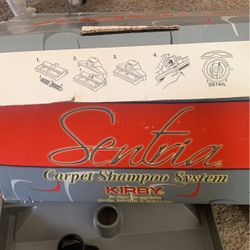 1. 2. 3. 4.
DETAIL
Sentria
Carpet Shampoo System
KIRBY